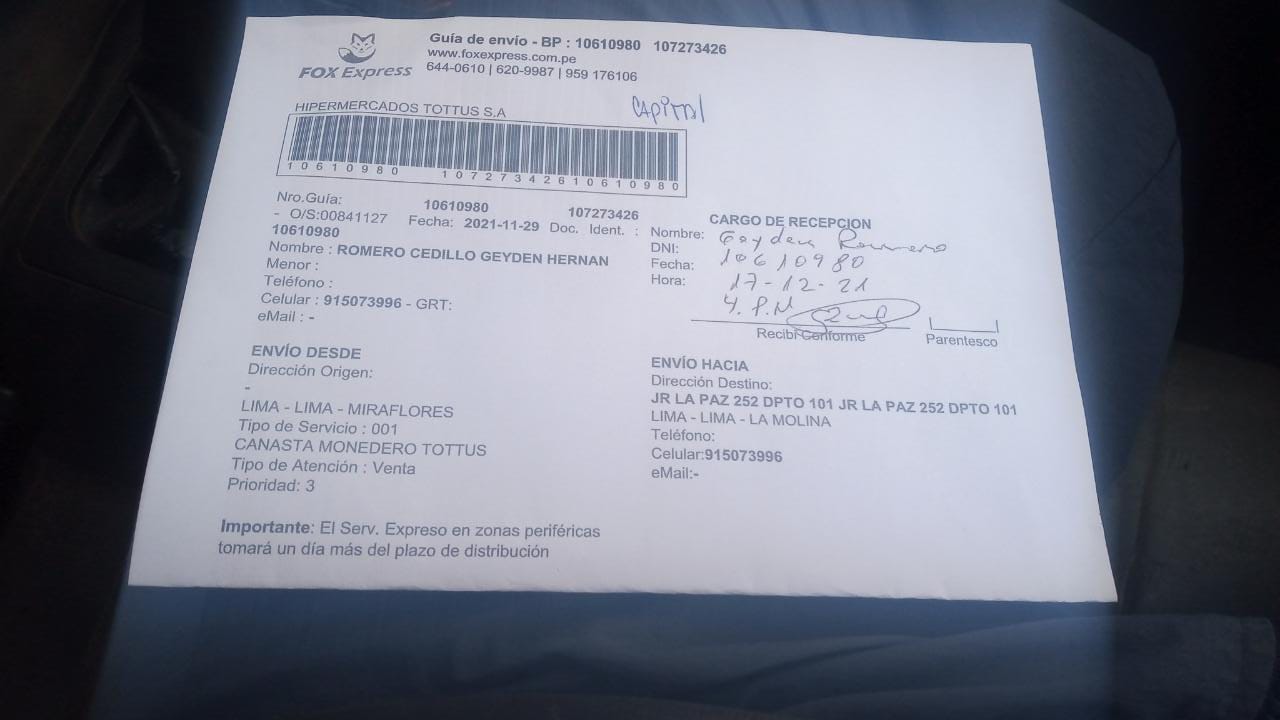 FOX Express
Guía de envío - BP : 10610980 107273426
www.foxexpress.com.pe
644-0610 | 620-9987 | 959 176106
HIPERMERCADOS TOTTUS S.A
CAPITAL
10610980 10727342610610980
Nro.Guía: 10610980 107273426
- O/S:00841127 Fecha: 2021-11-29 Doc. Ident. :
10610980
Nombre : ROMERO CEDILLO GEYDEN HERNAN
Menor :
Teléfono :
Celular : 915073996 - GRT:
eMail : -
CARGO DE RECEPCION
Nombre: Geyden Romero
DNI: 10610980
Fecha: 17-12-21
Hora: 4. P.M
Recibí Conforme
Parentesco
ENVÍO DESDE
Dirección Origen:
-
LIMA - LIMA - MIRAFLORES
Tipo de Servicio : 001
CANASTA MONEDERO TOTTUS
Tipo de Atención : Venta
Prioridad: 3
ENVÍO HACIA
Dirección Destino:
JR LA PAZ 252 DPTO 101 JR LA PAZ 252 DPTO 101
LIMA - LIMA - LA MOLINA
Teléfono:
Celular:915073996
eMail:-
Importante: El Serv. Expreso en zonas periféricas
tomará un día más del plazo de distribución